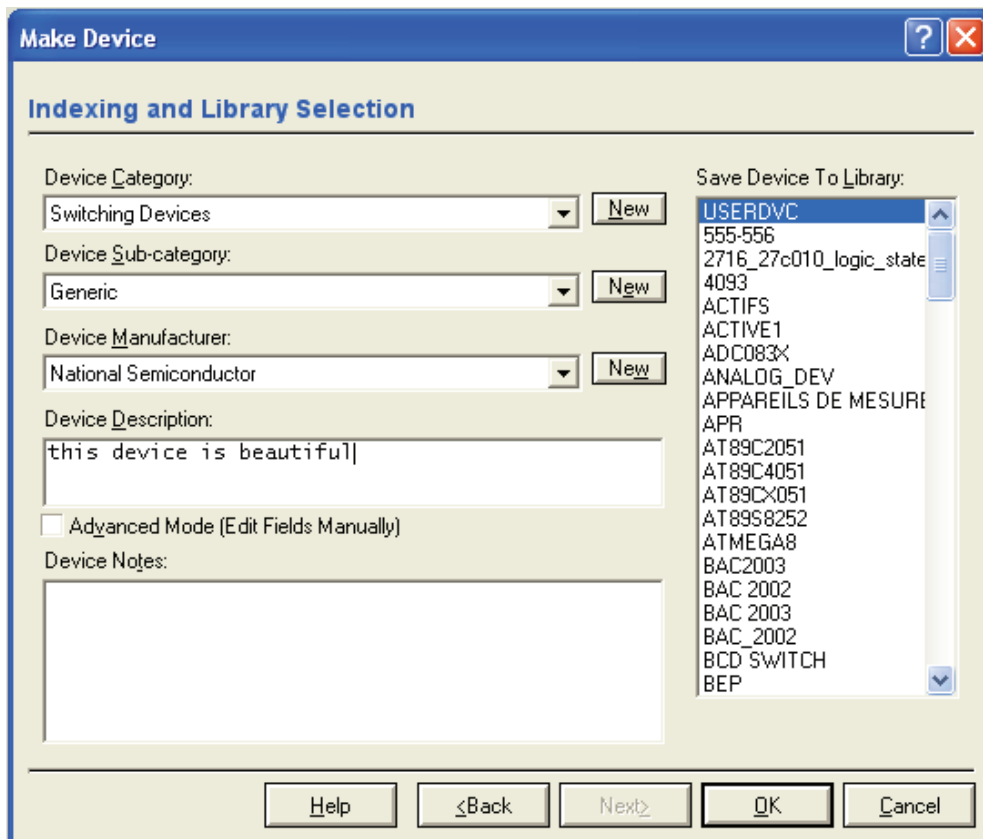 Make Device
Indexing and Library Selection
Device Category:
Switching Devices
New
Device Sub-category:
Generic
New
Device Manufacturer:
National Semiconductor
New
Device Description:
this device is beautiful
Advanced Mode (Edit Fields Manually)
Device Notes:
Save Device To Library:
USERDVC
555-556
2716_27c010_logic_state
4093
ACTIFS
ACTIVE1
ADC083X
ANALOG_DEV
APPAREILS DE MESURE
APR
AT89C2051
AT89C4051
AT89CX051
AT89S8252
ATMEGA8
BAC2003
BAC 2002
BAC 2003
BAC_2002
BCD SWITCH
BEP
Help
<Back
Next>
OK
Cancel